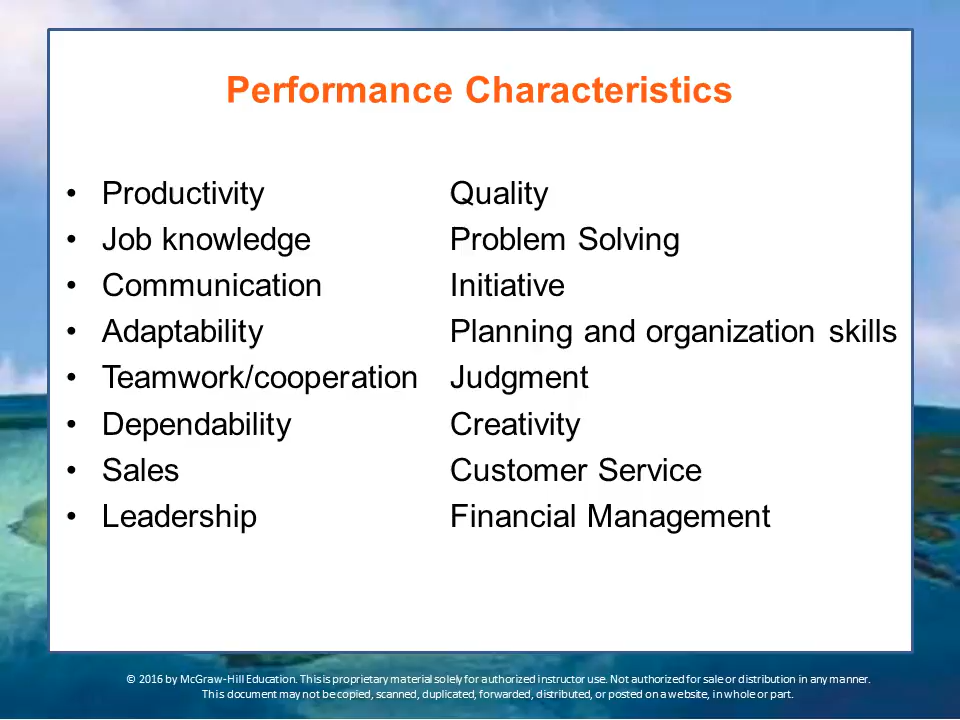 Performance Characteristics
• Productivity Quality
• Job knowledge Problem Solving
• Communication Initiative
• Adaptability Planning and organization skills
• Teamwork/cooperation Judgment
• Dependability Creativity
• Sales Customer Service
• Leadership Financial Management
© 2016 by McGraw-Hill Education. This is proprietary material solely for authorized instructor use. Not authorized for sale or distribution in any manner.
This document may not be copied, scanned, duplicated, forwarded, distributed, or posted on a website, in whole or part.